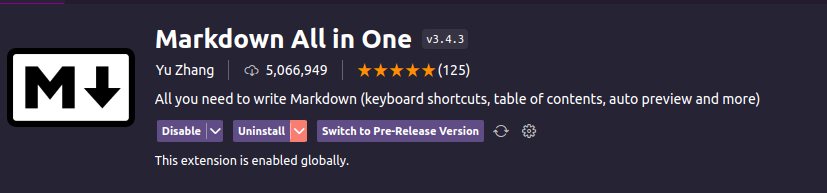 Markdown All in One v3.4.3
Yu Zhang 5,066,949 (125)
All you need to write Markdown (keyboard shortcuts, table of contents, auto preview and more)
Disable Uninstall Switch to Pre-Release Version
This extension is enabled globally.
M